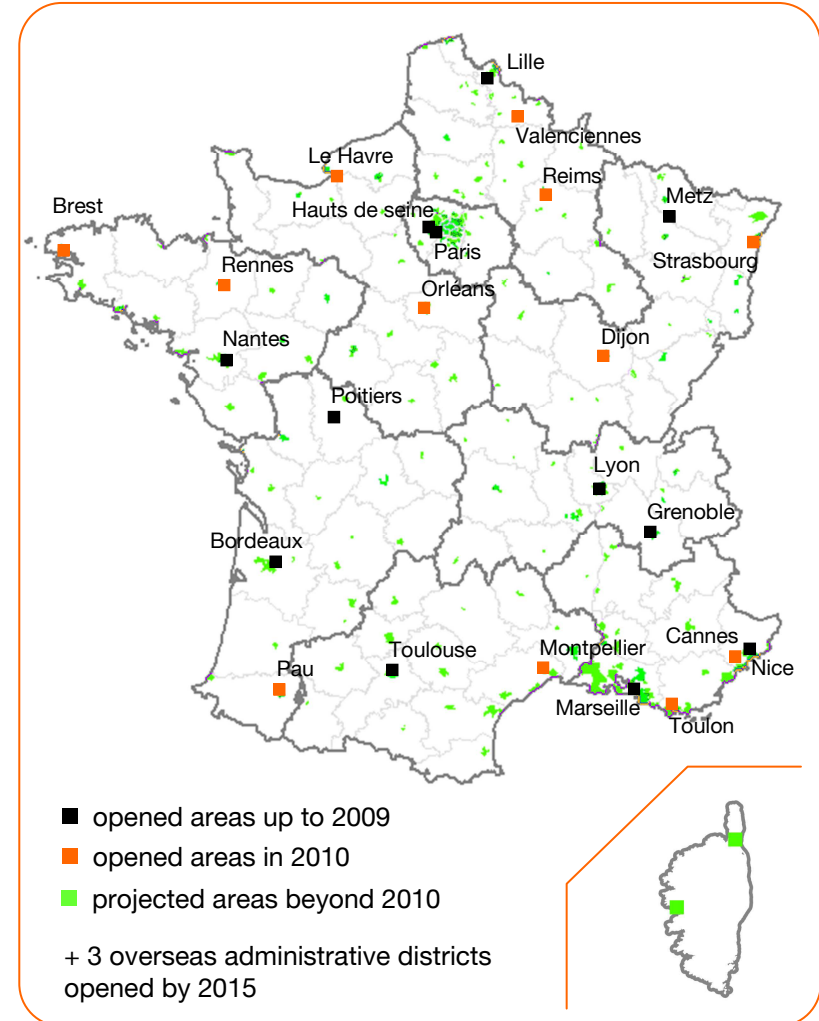 Lille
Valenciennes
Le Havre
Reims
Metz
Brest
Hauts de seine
Paris
Strasbourg
Rennes
Orléans
Nantes
Dijon
Poitiers
Lyon
Grenoble
Bordeaux
Cannes
Montpellier
Toulouse
Nice
Pau
Marseille
Toulon
opened areas up to 2009
opened areas in 2010
projected areas beyond 2010
+ 3 overseas administrative districts
opened by 2015